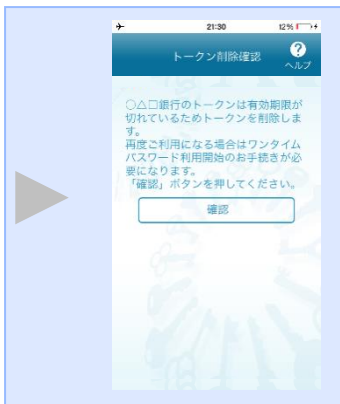 21:30 12%
トークン削除確認 ?
ヘルプ
○△□銀行のトークンは有効期限が
切れているためトークンを削除しま
す。
再度ご利用になる場合はワンタイム
パスワード利用開始のお手続きが必
要になります。
「確認」ボタンを押してください。
確認